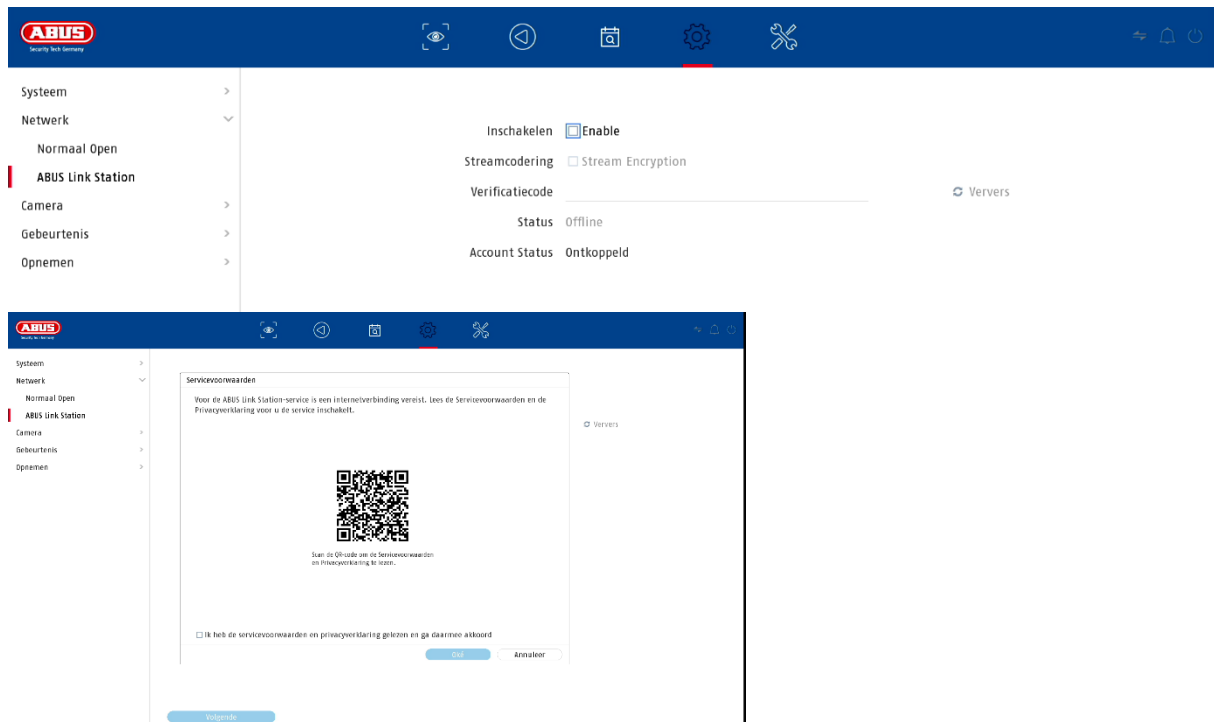 ABUS
Security Tech Germany
Systeem
Netwerk
Normaal Open
ABUS Link Station
Camera
Gebeurtenis
Opnemen
Inschakelen Enable
Streamcodering Stream Encryption
Verificatiecode Ververs
Status Offline
Account Status Ontkoppeld
ABUS
Security Tech Germany
Systeem
Netwerk
Normaal Open
ABUS Link Station
Camera
Gebeurtenis
Opnemen
Servicevoorwaarden
Voor de ABUS Link Station-service is een internetverbinding vereist. Lees de Servicevoorwaarden en de
Privacyverklaring voor u de service inschakelt.
Ververs
Scan de QR-code om de Servicevoorwaarden
en Privacyverklaring te lezen.
Ik heb de servicevoorwaarden en privacyverklaring gelezen en ga daarmee akkoord
Oké Annuleer
Volgende